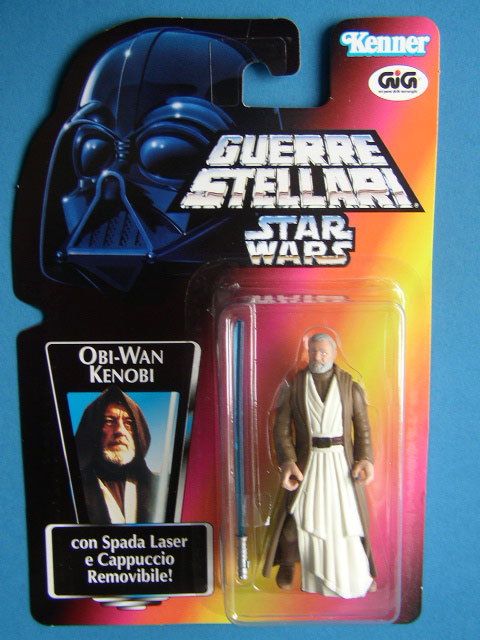 Kenner
GiG
GUERRE
STELLARI
STAR
WARS
OBI-WAN
KENOBI
con Spada Laser
e Cappuccio
Removibile!